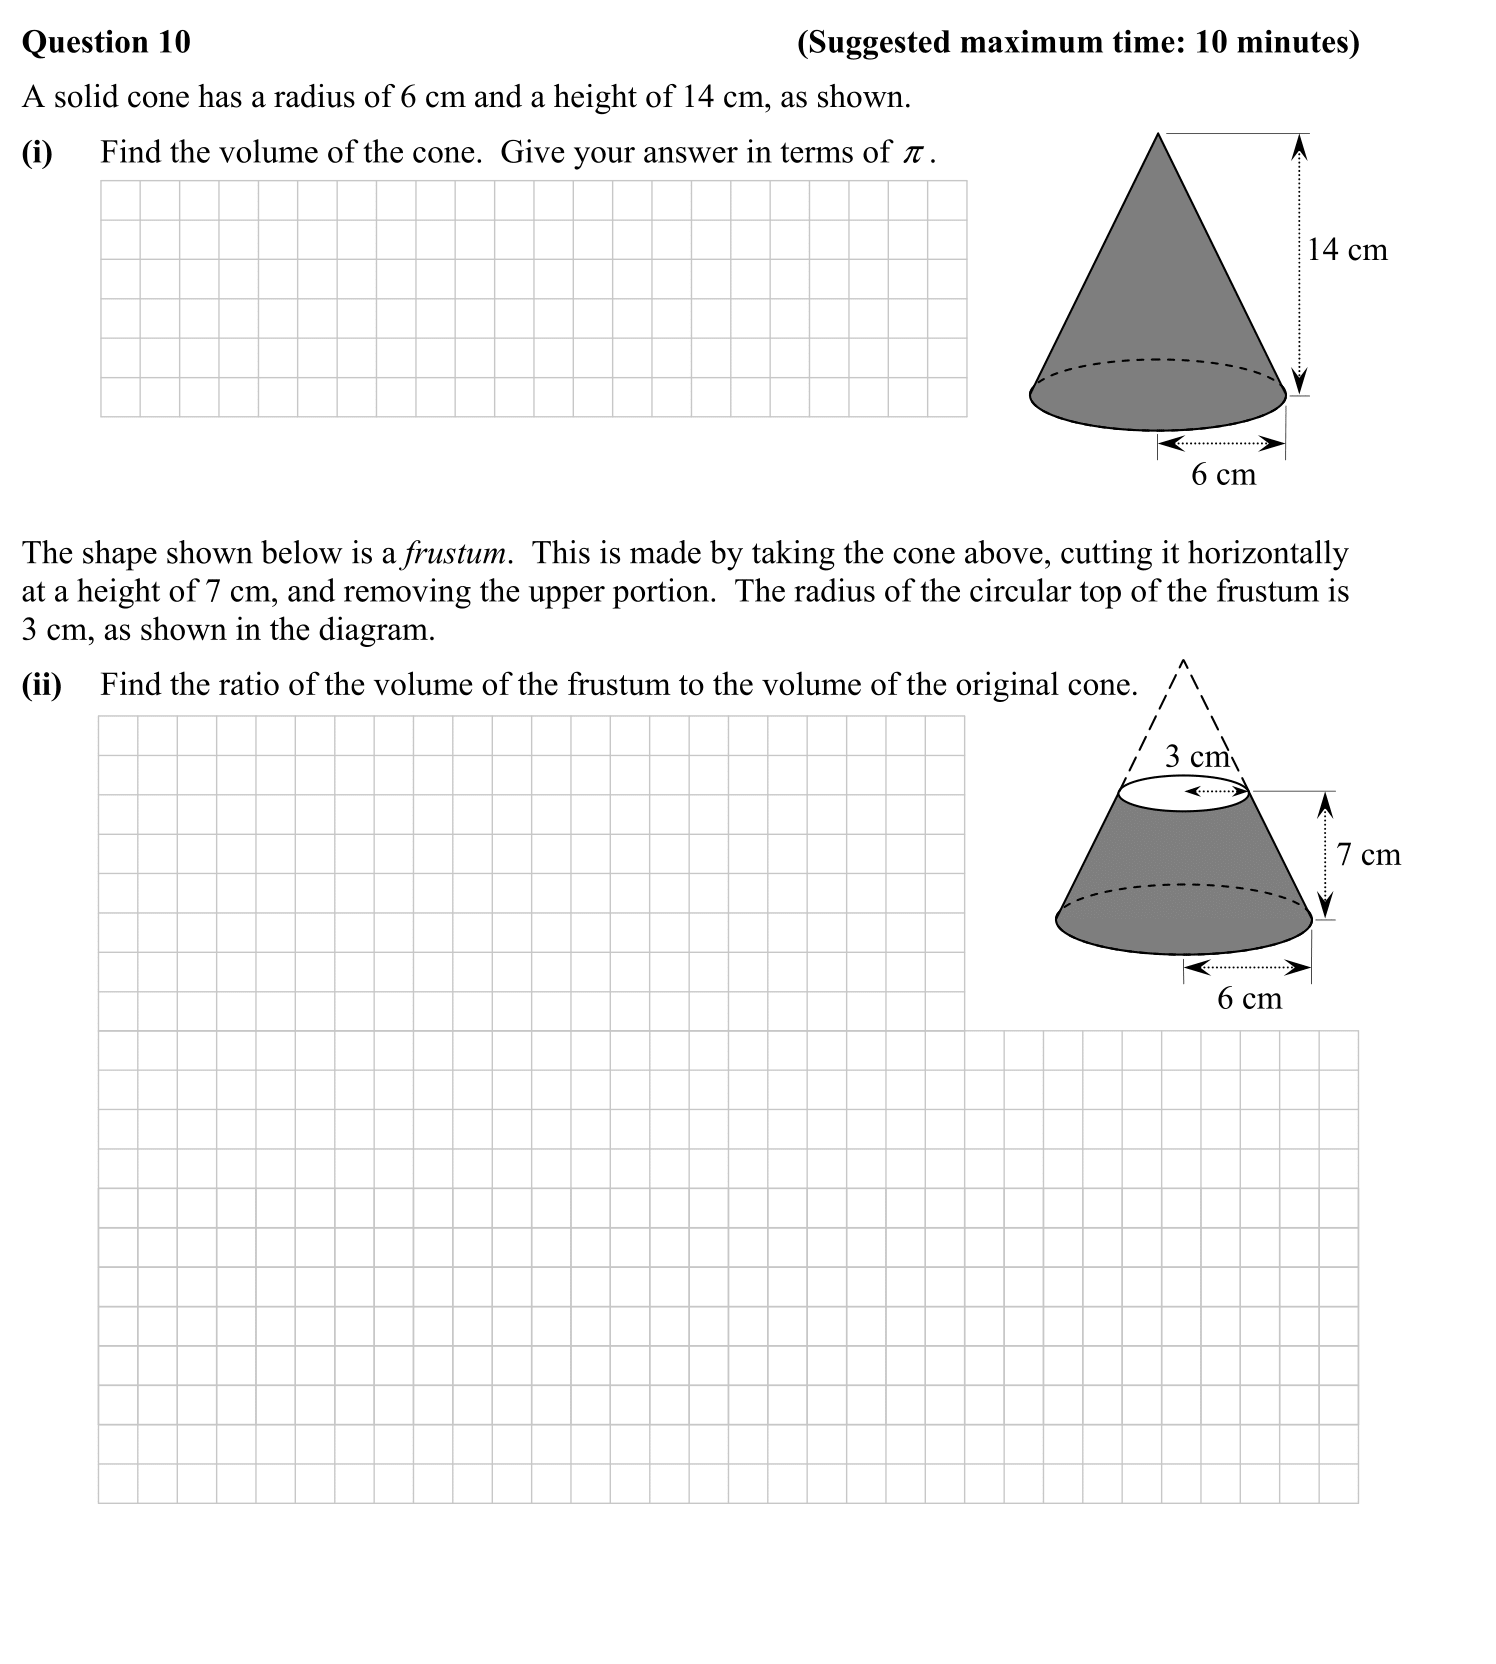 Question 10 (Suggested maximum time: 10 minutes)
A solid cone has a radius of 6 cm and a height of 14 cm, as shown.
(i) Find the volume of the cone. Give your answer in terms of π.
14 cm
6 cm
The shape shown below is a frustum. This is made by taking the cone above, cutting it horizontally
at a height of 7 cm, and removing the upper portion. The radius of the circular top of the frustum is
3 cm, as shown in the diagram.
(ii) Find the ratio of the volume of the frustum to the volume of the original cone.
3 cm
7 cm
6 cm